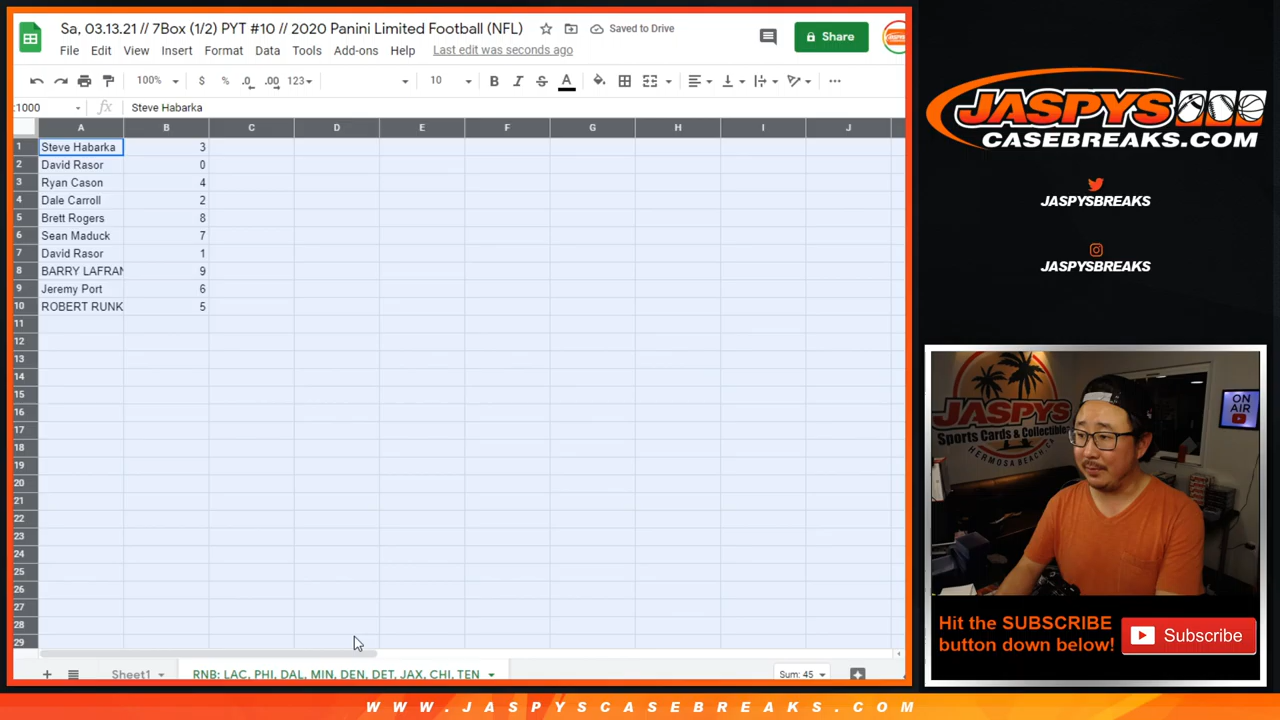 Sa, 03.13.21 // 7Box (1/2) PYT #10 // 2020 Panini Limited Football (NFL)
Saved to Drive
Share
File Edit View Insert Format Data Tools Add-ons Help Last edit was seconds ago
100% $ % .0 .00 123 10 B I S A
:1000 fx Steve Habarka
A B C D E F G H I J
1 Steve Habarka 3
2 David Rasor 0
3 Ryan Cason 4
4 Dale Carroll 2
5 Brett Rogers 8
6 Sean Maduck 7
7 David Rasor 1
8 BARRY LAFRAN 9
9 Jeremy Port 6
10 ROBERT RUNK 5
11
12
13
14
15
16
17
18
19
20
21
22
23
24
25
26
27
28
29
Sheet1
RNB: LAC, PHI, DAL, MIN, DEN, DET, JAX, CHI, TEN
Sum: 45
JASPYS
CASEBREAKS.COM
JASPYSBREAKS
JASPYSBREAKS
JASPYS
Sports Cards & Collectibles
HERMOSA BEACH, CA
ON
AIR
Hit the SUBSCRIBE
button down below!
Subscribe
WWW.JASPYSCASEBREAKS.COM